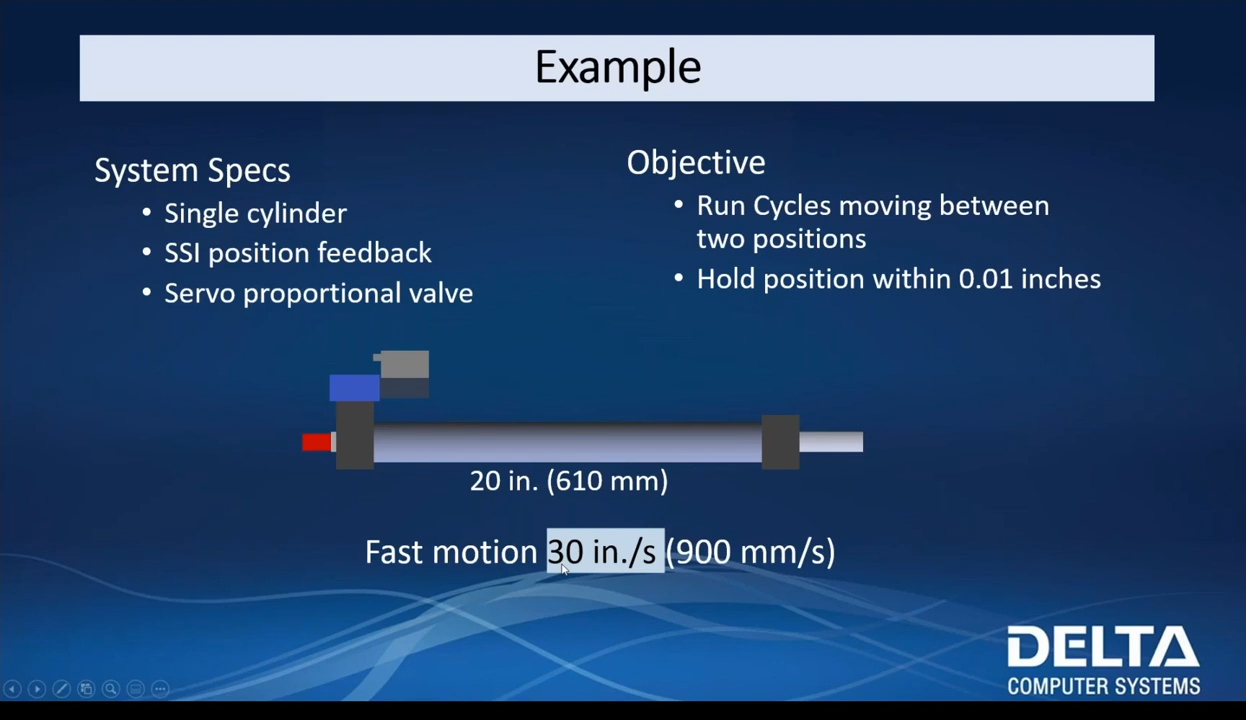 Example
System Specs
• Single cylinder
• SSI position feedback
• Servo proportional valve
Objective
• Run Cycles moving between
two positions
• Hold position within 0.01 inches
20 in. (610 mm)
Fast motion 30 in./s (900 mm/s)
DELTA
COMPUTER SYSTEMS